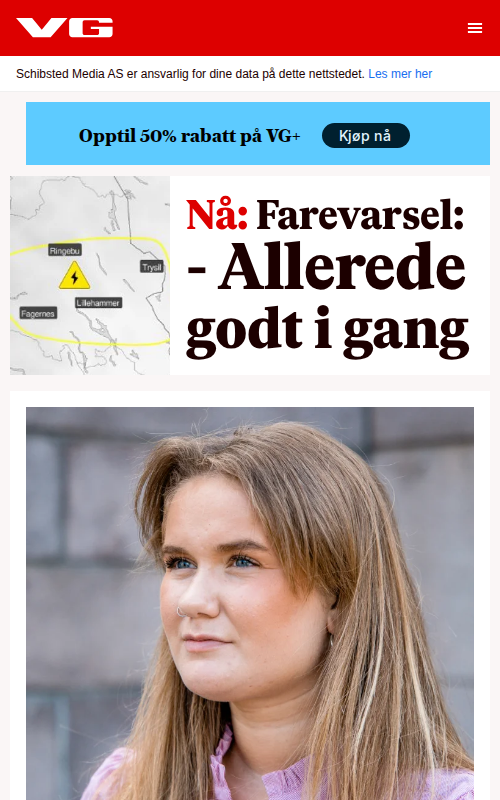 VG
Schibsted Media AS er ansvarlig for dine data på dette nettstedet. Les mer her
Opptil 50% rabatt på VG+
Kjøp nå
Ringebu
Trysil
Lillehammer
Fagernes
Nå: Farevarsel:
- Allerede
godt i gang